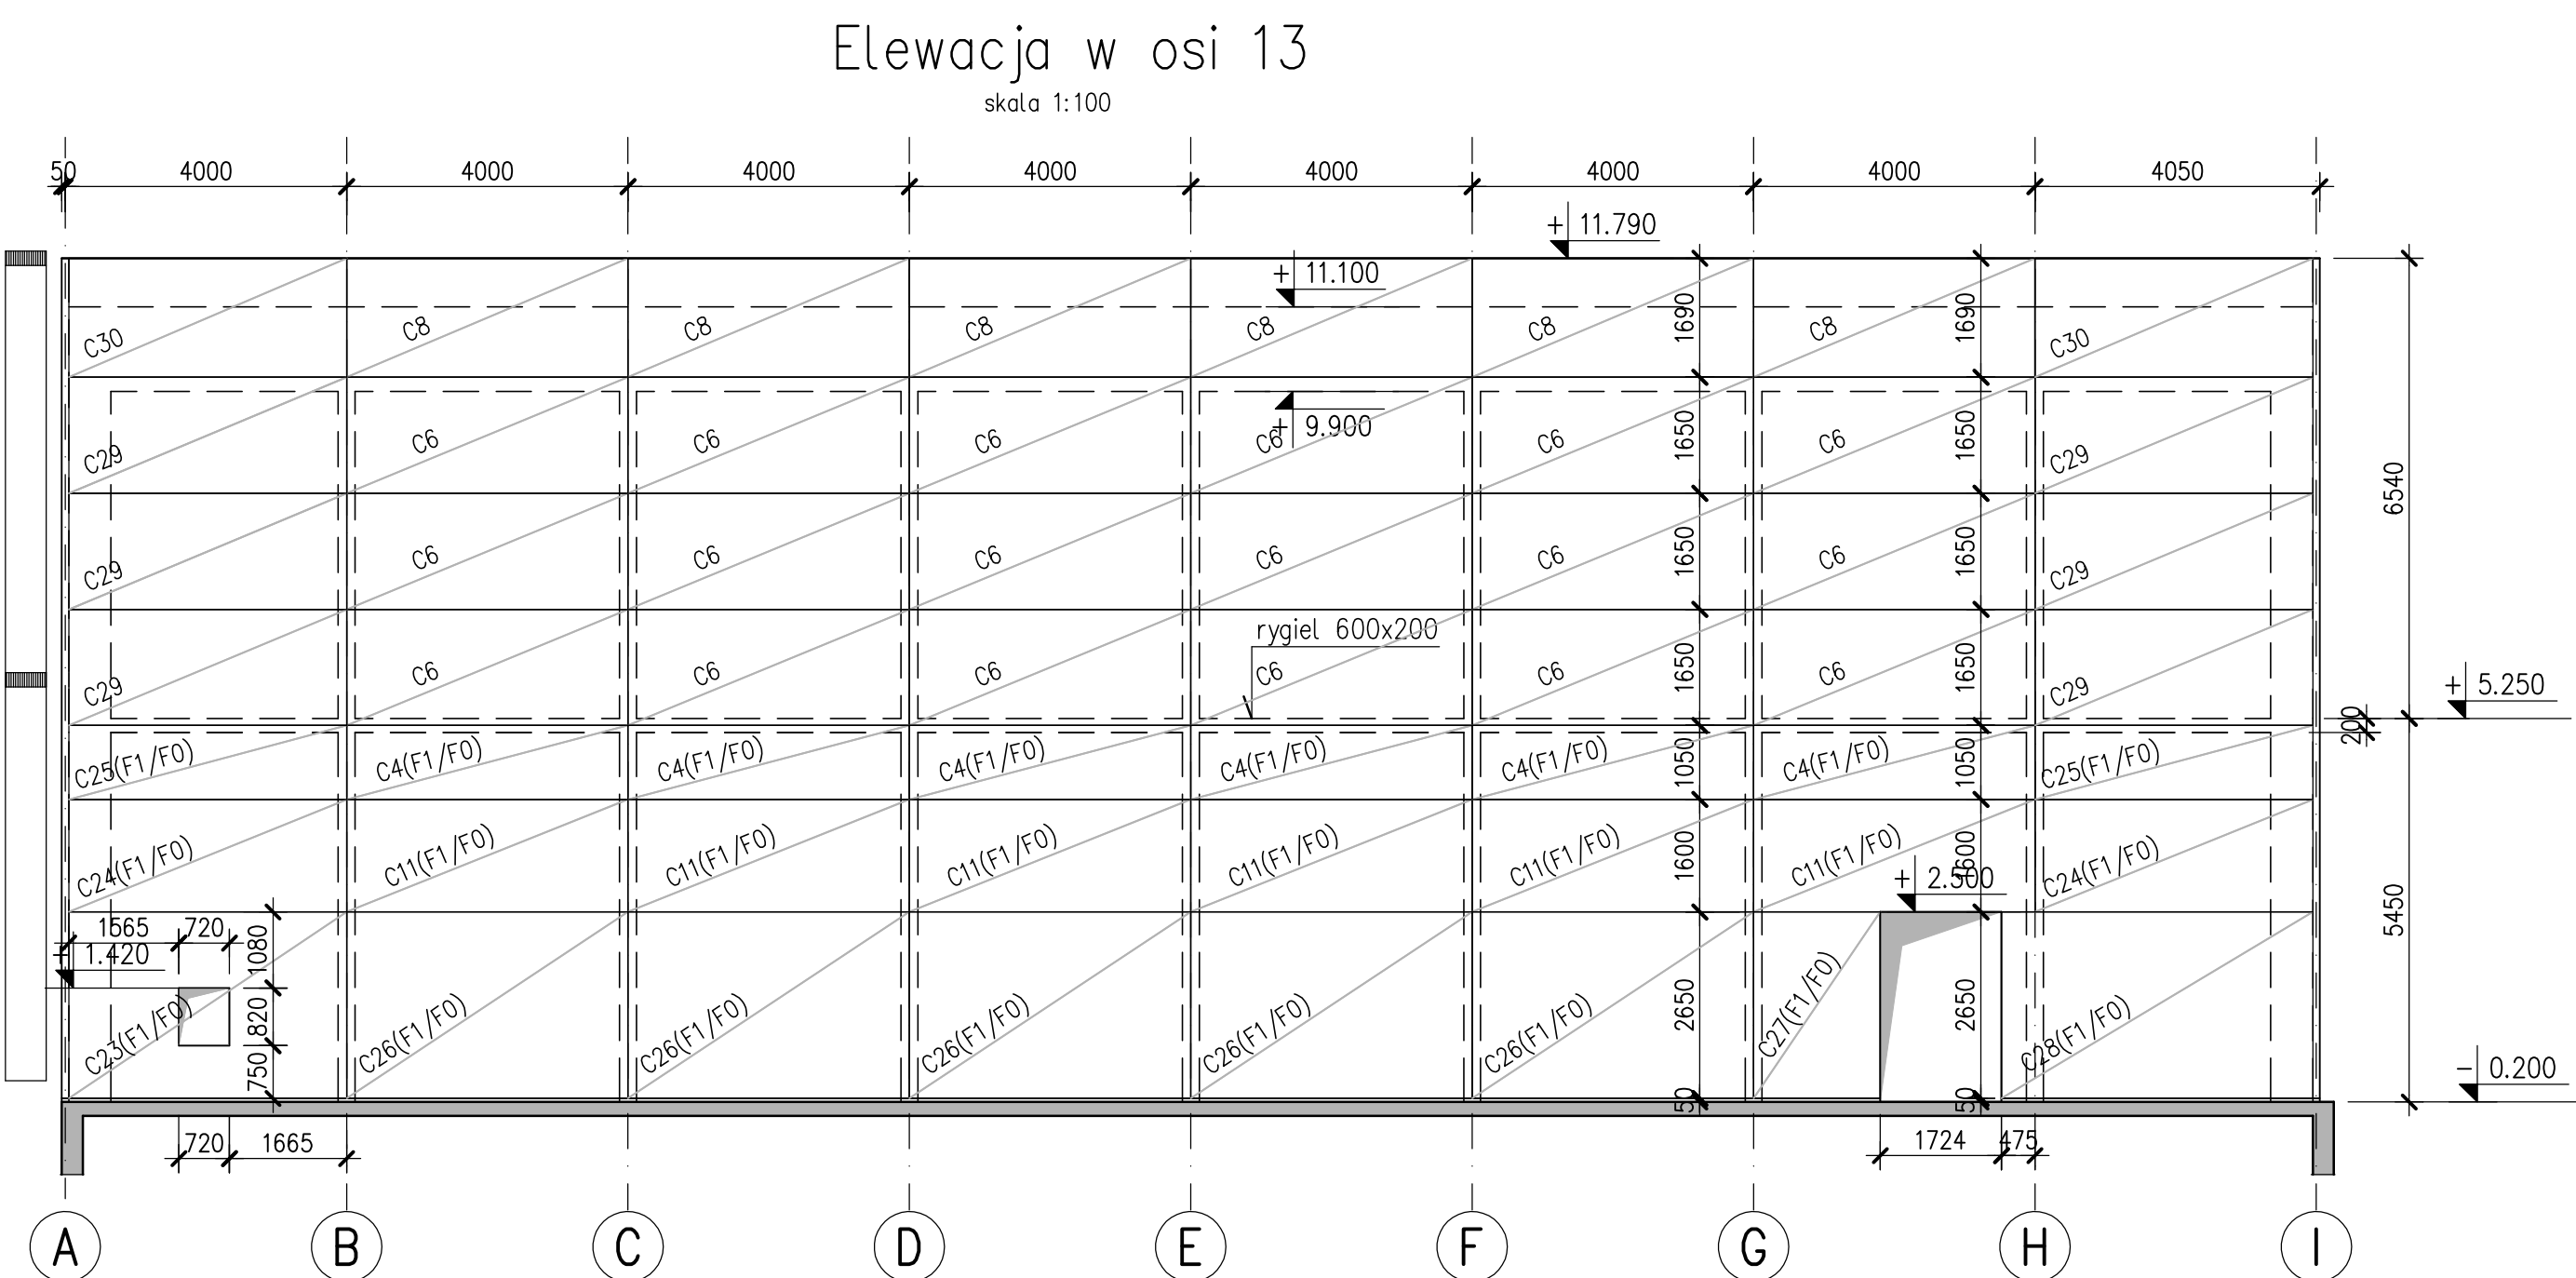 Elewacja w osi 13
skala 1:100
50 4000 4000 4000 4000 4000 4000 4000 4050
+ 11.790
+ 11.100
1690 1690
C30 C8 C8 C8 C8 C8 C8 C30
+ 9.900
C29 C6 C6 C6 C6 C6 1650 C6 1650 C29
6540
C29 C6 C6 C6 C6 C6 1650 C6 1650 C29
rygiel 600x200
C29 C6 C6 C6 C6 C6 1650 C6 1650 C29
+ 5.250
200
C25(F1/F0) C4(F1/F0) C4(F1/F0) C4(F1/F0) C4(F1/F0) C4(F1/F0) 1050 C4(F1/F0) 1050 C25(F1/F0)
C24(F1/F0) C11(F1/F0) C11(F1/F0) C11(F1/F0) C11(F1/F0) C11(F1/F0) 1600 C11(F1/F0) 1600 C24(F1/F0)
+ 2.500
5450
1565 720 1080
+ 1.420
820
C23(F1/F0) C26(F1/F0) C26(F1/F0) C26(F1/F0) C26(F1/F0) C26(F1/F0) 2650 C27(F1/F0) 2650 C28(F1/F0)
750
- 0.200
50 50
720 1665 1724 475
A B C D E F G H I